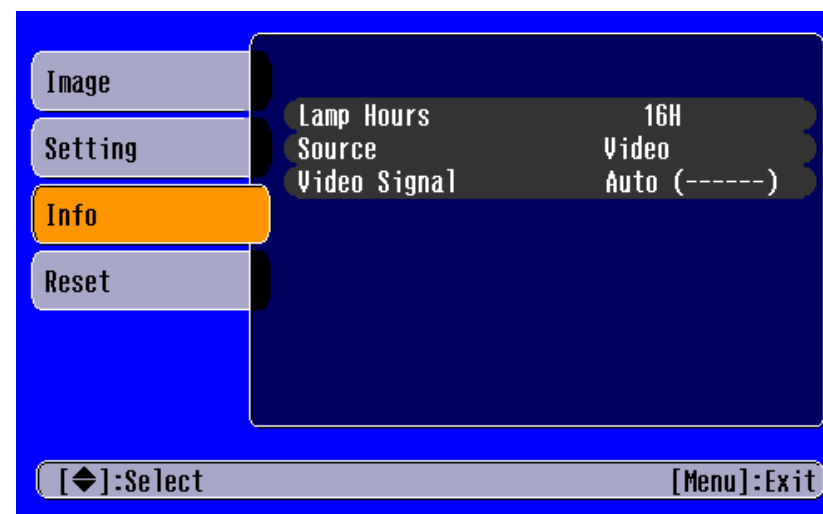 Image
Setting
Info
Reset
Lamp Hours 16H
Source Video
Video Signal Auto (------)
[◆]:Select [Menu]:Exit